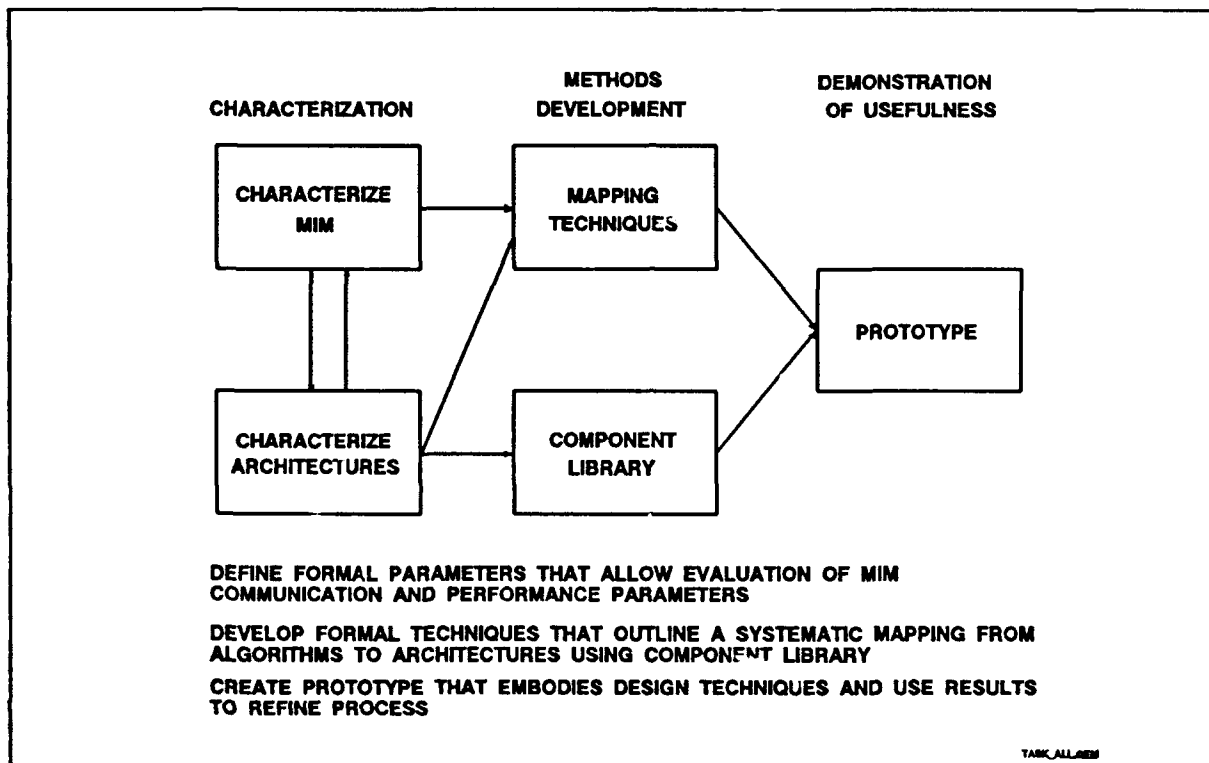 CHARACTERIZATION
METHODS
DEVELOPMENT
DEMONSTRATION
OF USEFULNESS
CHARACTERIZE
MIM
MAPPING
TECHNIQUES
PROTOTYPE
CHARACTERIZE
ARCHITECTURES
COMPONENT
LIBRARY
DEFINE FORMAL PARAMETERS THAT ALLOW EVALUATION OF MIM
COMMUNICATION AND PERFORMANCE PARAMETERS
DEVELOP FORMAL TECHNIQUES THAT OUTLINE A SYSTEMATIC MAPPING FROM
ALGORITHMS TO ARCHITECTURES USING COMPONENT LIBRARY
CREATE PROTOTYPE THAT EMBODIES DESIGN TECHNIQUES AND USE RESULTS
TO REFINE PROCESS